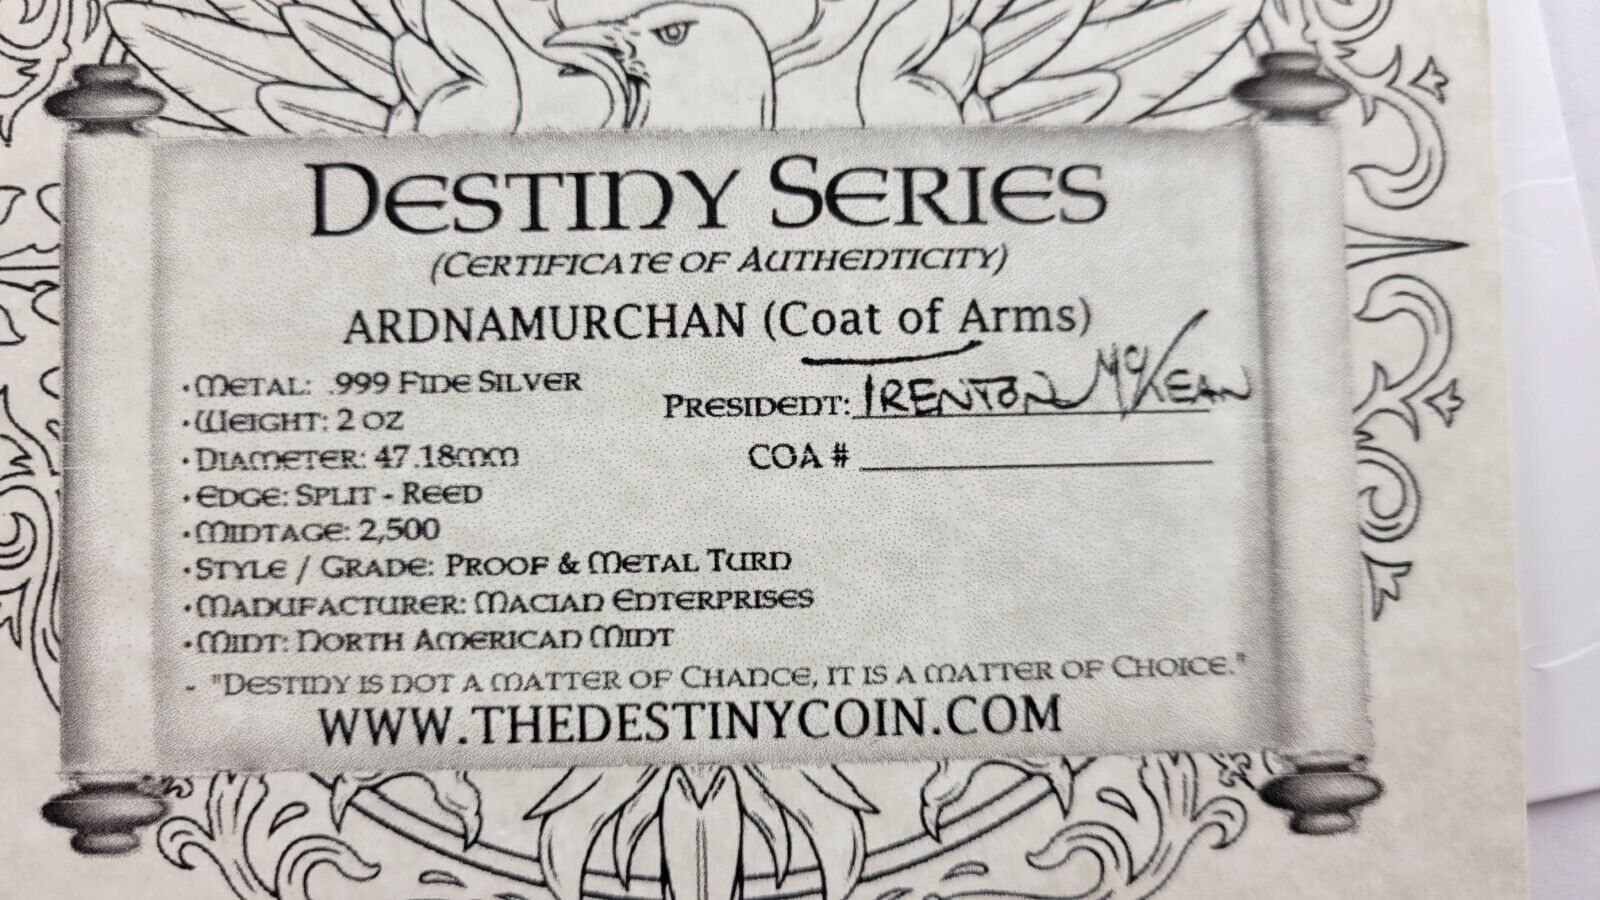 DESTINY SERIES
(CERTIFICATE OF AUTHENTICITY)
ARDNAMURCHAN (Coat of Arms)
• METAL: .999 FINE SILVER
• WEIGHT: 2 OZ
• DIAMETER: 47.18mm
• EDGE: SPLIT - REED
• MINTAGE: 2,500
• STYLE / GRADE: PROOF & METAL TURN
• MANUFACTURER: MACIAN ENTERPRISES
• MINT: NORTH AMERICAN MINT
PRESIDENT: TRENTON McKEAN
COA #
- "DESTINY IS NOT A MATTER OF CHANCE, IT IS A MATTER OF CHOICE."
WWW.THEDESTINYCOIN.COM